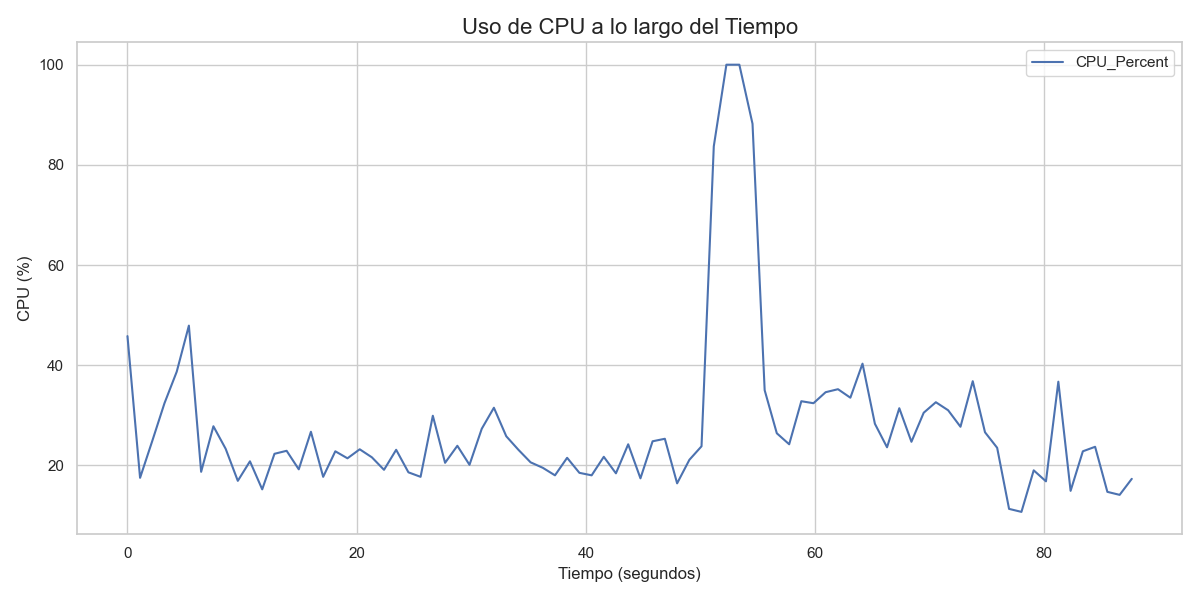 Uso de CPU a lo largo del Tiempo
CPU_Percent
CPU (%)
100
80
60
40
20
0 20 40 60 80
Tiempo (segundos)